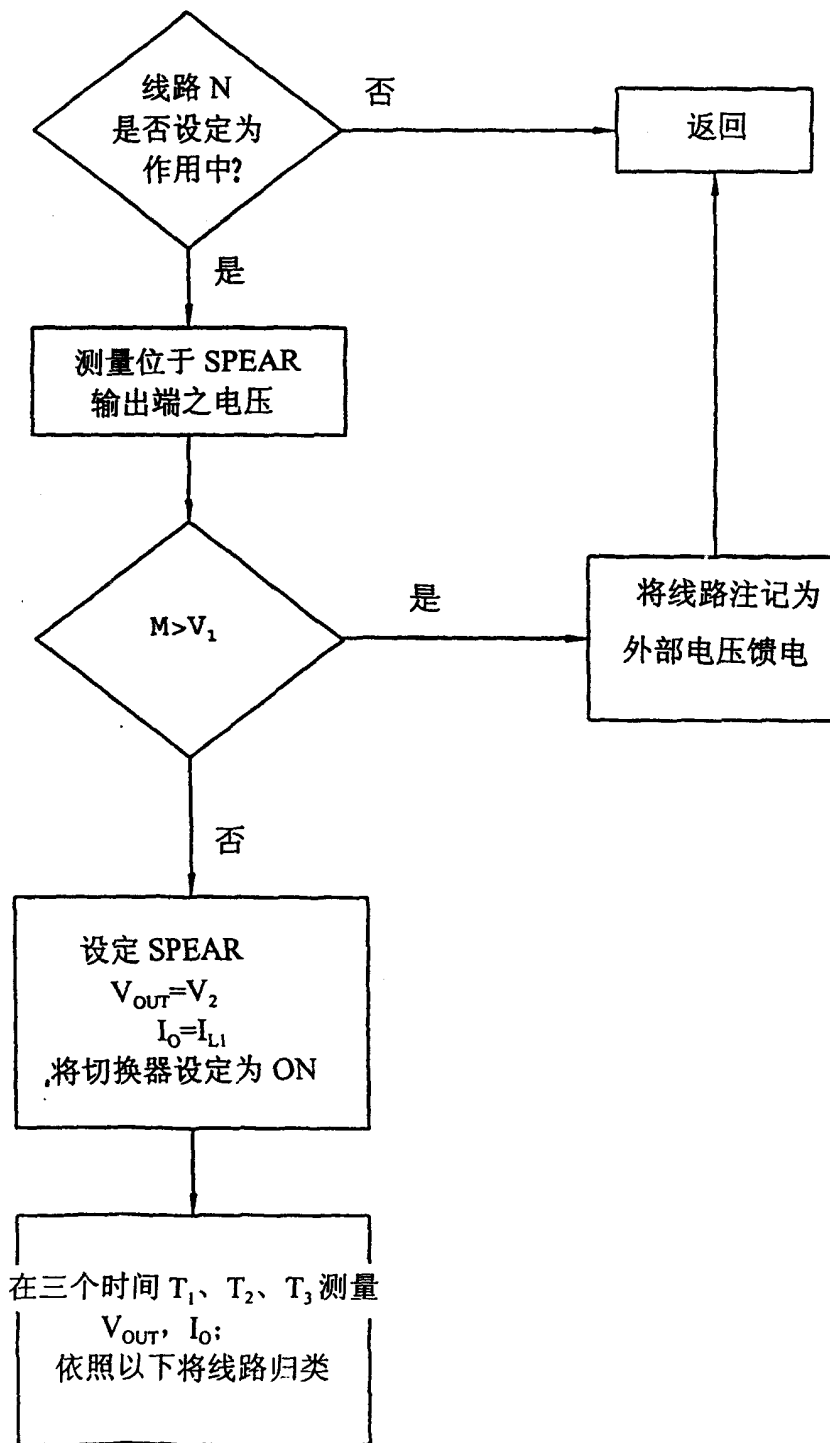 线路 N
是否设定为
作用中?
否
返回
是
测量位于 SPEAR
输出端之电压
M>V₁
是
将线路注记为
外部电压馈电
否
设定 SPEAR
V_OUT=V₂
I_O=I_L1
将切换器设定为 ON
在三个时间 T₁、T₂、T₃ 测量
V_OUT, I_O;
依照以下将线路归类